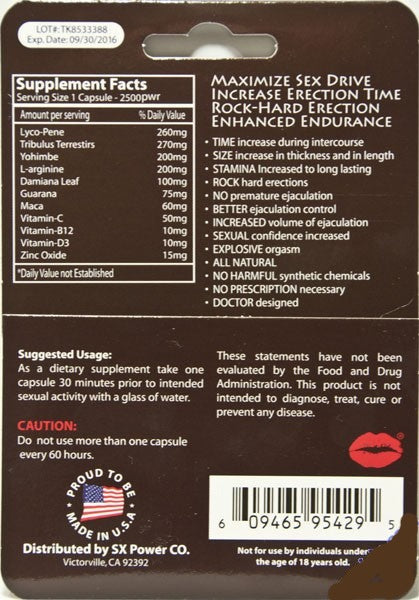 LOT#: TK8533388
Exp. Date: 09/30/2016
Supplement Facts
Serving Size 1 Capsule - 2500pwr
Amount per serving % Daily Value
Lyco-Pene 260mg
Tribulus Terrestirs 270mg
Yohimbe 200mg
L-arginine 200mg
Damiana Leaf 100mg
Guarana 75mg
Maca 60mg
Vitamin-C 50mg
Vitamin-B12 10mg
Vitamin-D3 10mg
Zinc Oxide 15mg
*Daily Value not Established
MAXIMIZE SEX DRIVE
INCREASE ERECTION TIME
ROCK-HARD ERECTION
ENHANCED ENDURANCE
• TIME increase during intercourse
• SIZE increase in thickness and in length
• STAMINA Increased to long lasting
• ROCK hard erections
• NO premature ejaculation
• BETTER ejaculation control
• INCREASED volume of ejaculation
• SEXUAL confidence increased
• EXPLOSIVE orgasm
• ALL NATURAL
• NO HARMFUL synthetic chemicals
• NO PRESCRIPTION necessary
• DOCTOR designed
Suggested Usage:
As a dietary supplement take one
capsule 30 minutes prior to intended
sexual activity with a glass of water.
CAUTION:
Do not use more than one capsule
every 60 hours.
PROUD TO BE
MADE IN U.S.A
Distributed by SX Power CO.
Victorville, CA 92392
These statements have not been
evaluated by the Food and Drug
Administration. This product is not
intended to diagnose, treat, cure or
prevent any disease.
®
6 09465 95429 5
Not for use by individuals under
the age of 18 years old.